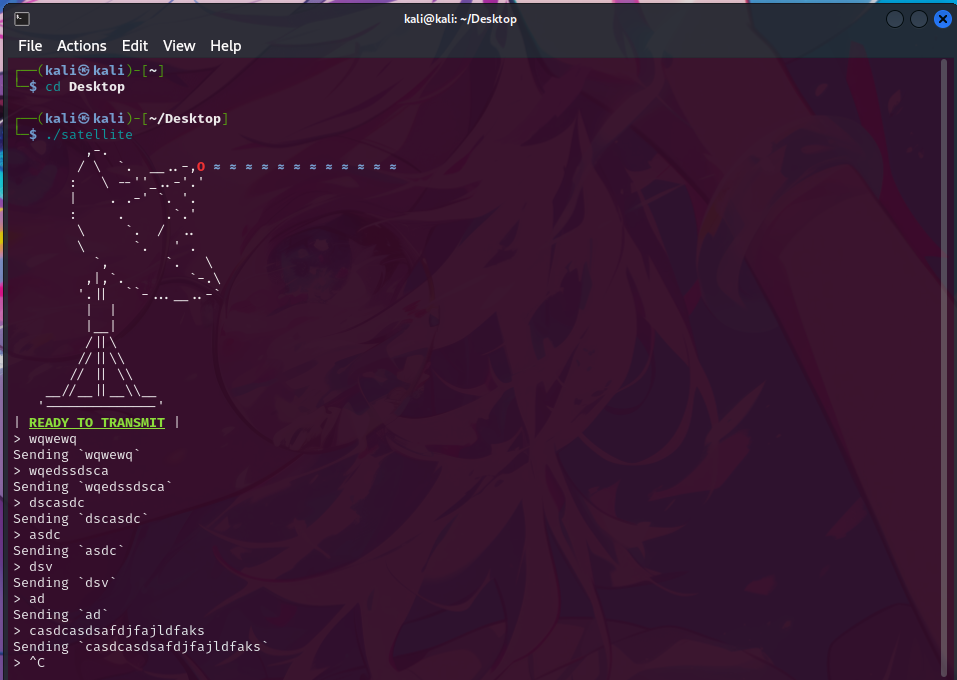 kali@kali: ~/Desktop
File Actions Edit View Help
┌──(kali㉿kali)-[~]
└─$ cd Desktop
┌──(kali㉿kali)-[~/Desktop]
└─$ ./satellite
| READY TO TRANSMIT |
> wqwewq
Sending `wqwewq`
> wqedssdsca
Sending `wqedssdsca`
> dscasdc
Sending `dscasdc`
> asdc
Sending `asdc`
> dsv
Sending `dsv`
> ad
Sending `ad`
> casdcasdsafdjfajldfaks
Sending `casdcasdsafdjfajldfaks`
> ^C